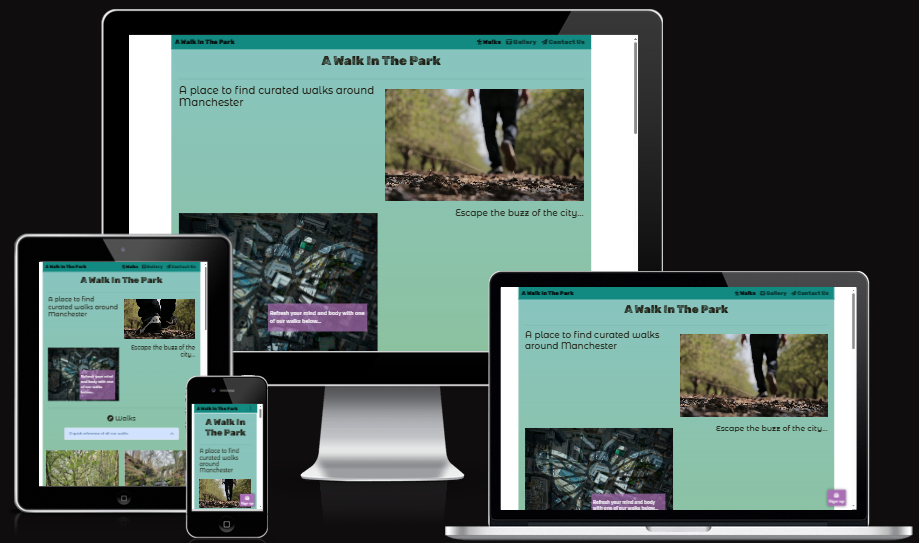 A Walk In The Park
Walks Gallery Contact Us
A Walk In The Park
A place to find curated walks around
Manchester
Escape the buzz of the city...
Refresh your mind and body with one
of our walks below...
A Walk In The Park
Walks Gallery Contact Us
A Walk In The Park
A place to find
curated walks around
Manchester
Escape the buzz of the
city...
Refresh your mind
and body with one
of our walks
below...
Walks
A Walk In The Park
A Walk In
The Park
A place to find
curated walks
around
Manchester
Sign up
A Walk In The Park
Walks Gallery Contact Us
A Walk In The Park
A place to find curated walks
around Manchester
Escape the buzz of the city...
Refresh your mind and body
with one of our walks below...
Sign up